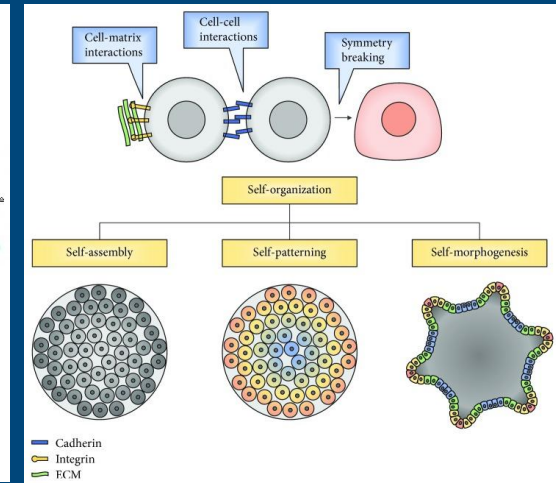 Cell-matrix
interactions
Cell-cell
interactions
Symmetry
breaking
Self-organization
Self-assembly
Self-patterning
Self-morphogenesis
Cadherin
Integrin
ECM